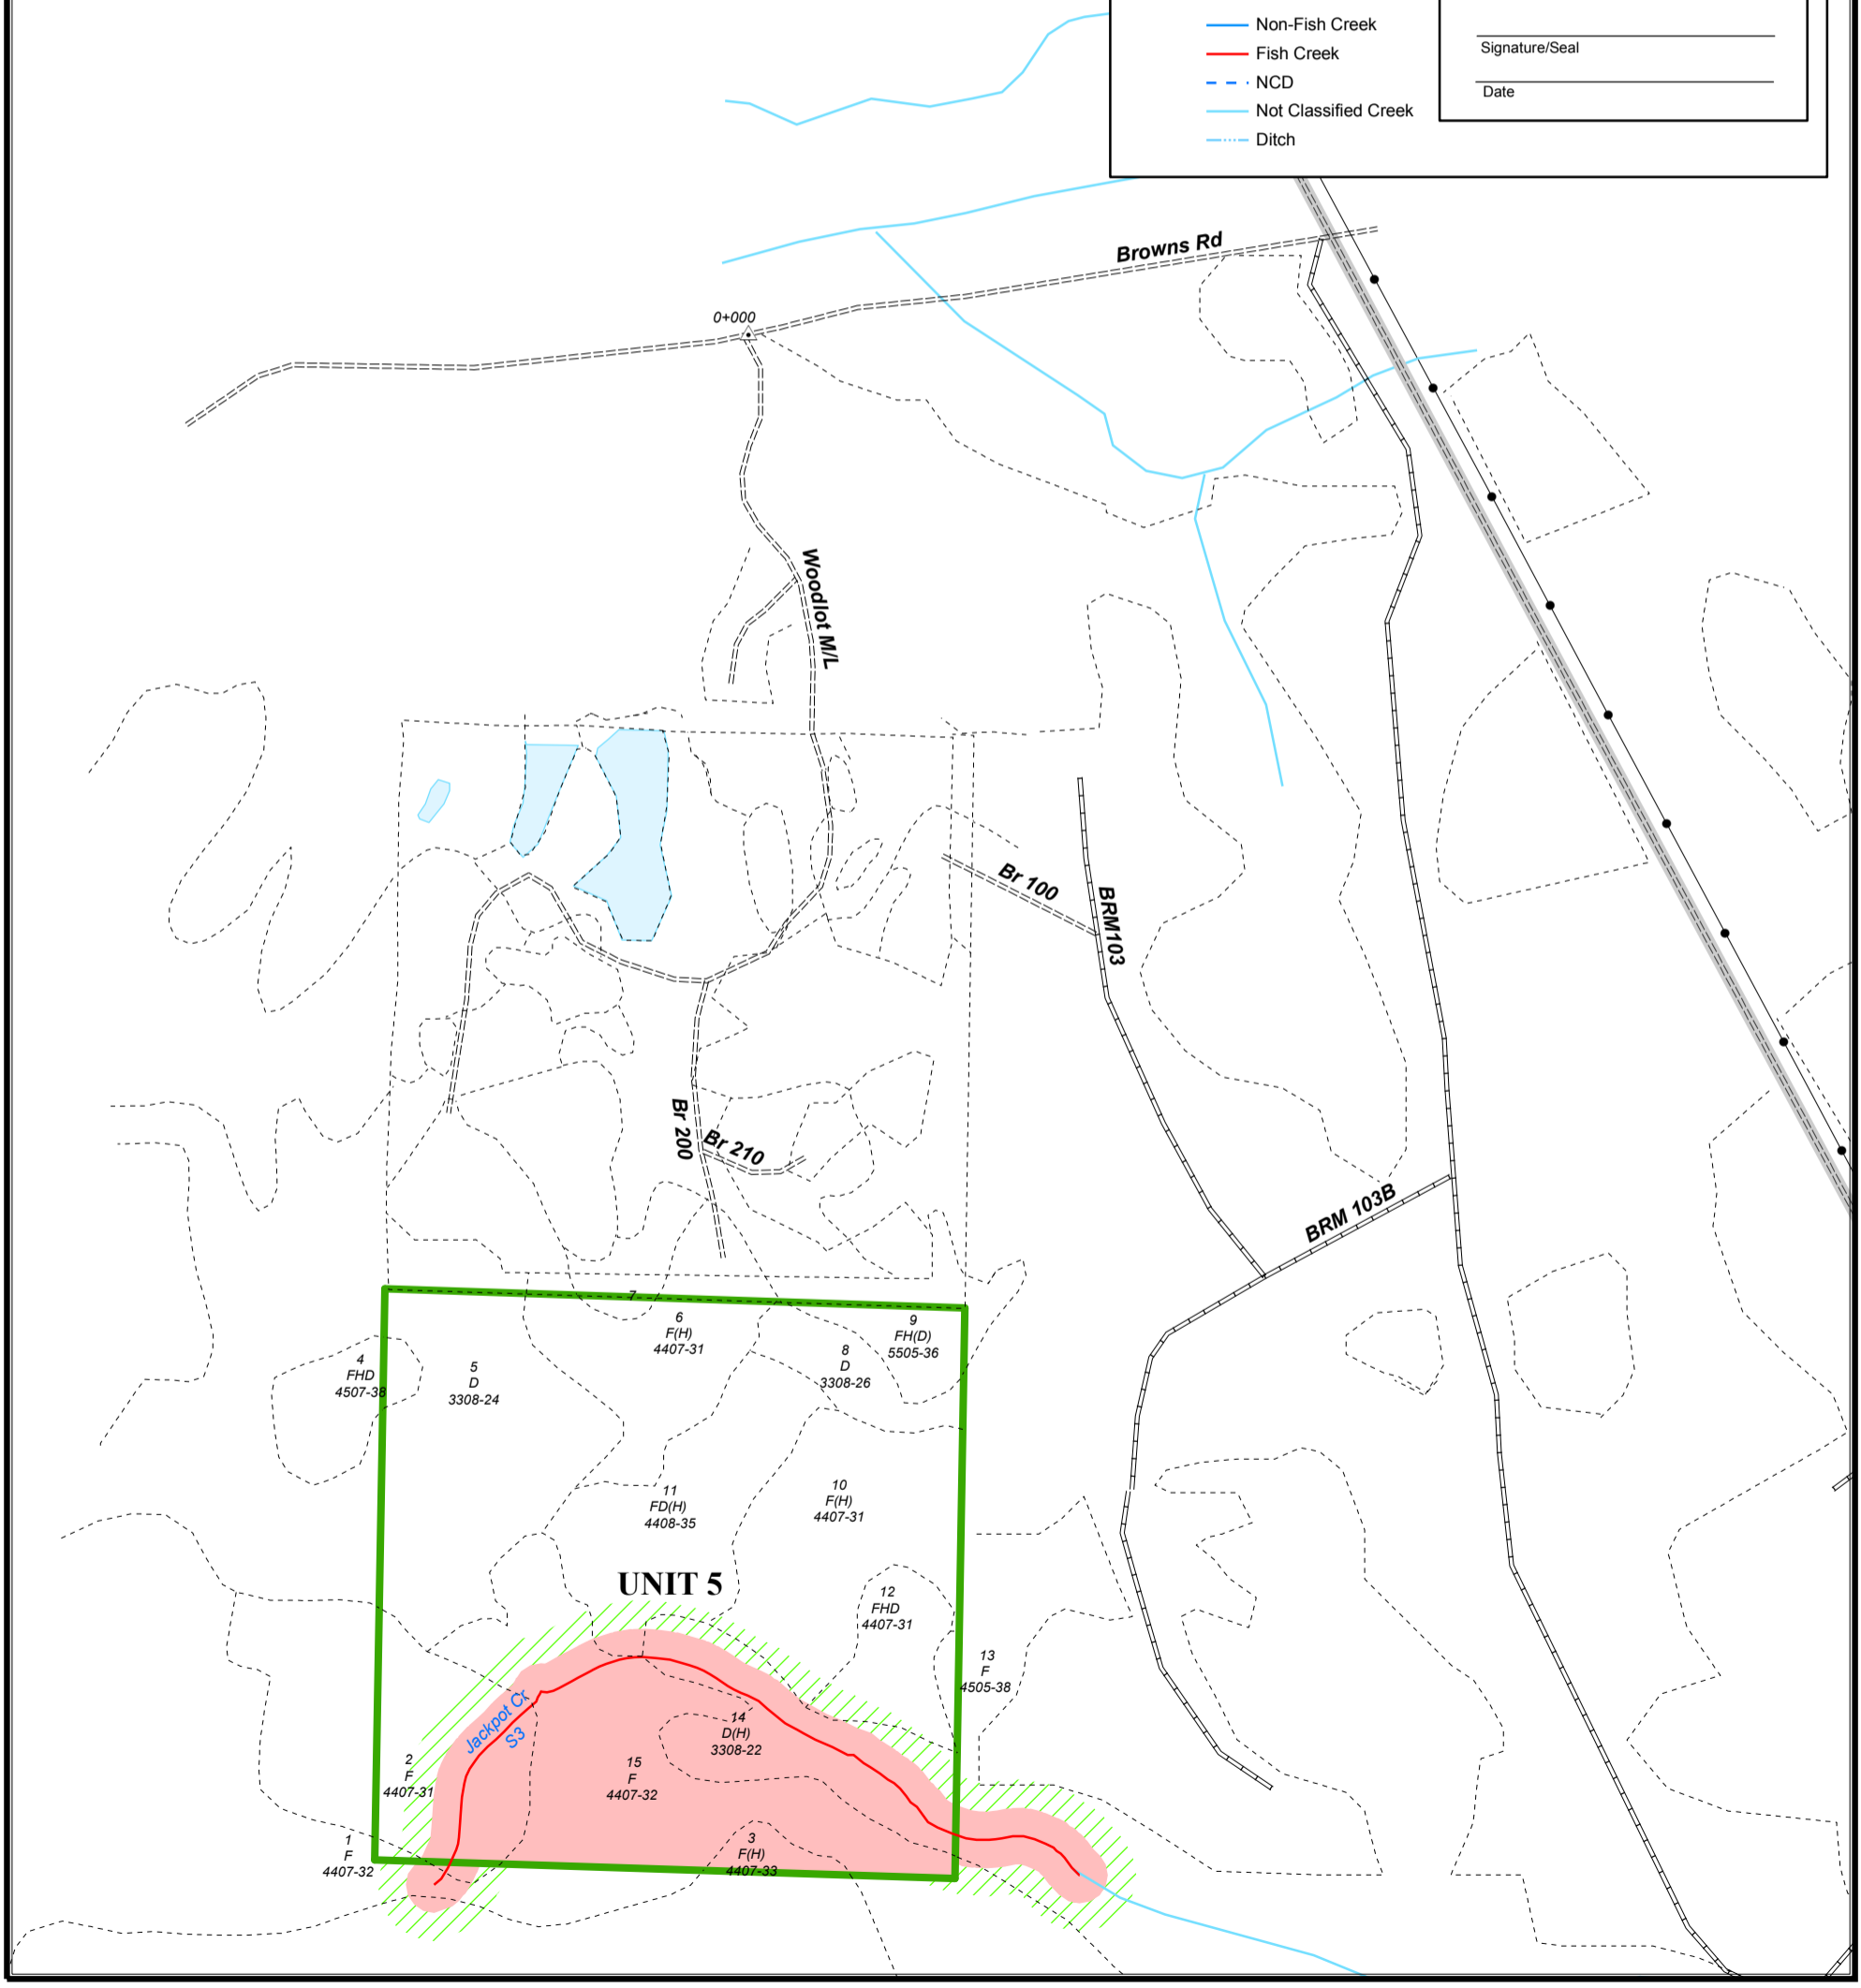 Non-Fish Creek
Fish Creek
NCD
Not Classified Creek
Ditch
Signature/Seal
Date
Browns Rd
0+000
Woodlot M/L
Br 100
BRM103
Br 200
Br 210
BRM 103B
7
6
F(H)
4407-31
9
FH(D)
5505-36
8
D
3308-26
4
FHD
4507-38
5
D
3308-24
11
FD(H)
4408-35
10
F(H)
4407-31
UNIT 5
12
FHD
4407-31
13
F
4505-38
Jackpot Cr
S3
14
D(H)
3308-22
2
F
4407-31
15
F
4407-32
1
F
4407-32
3
F(H)
4407-33